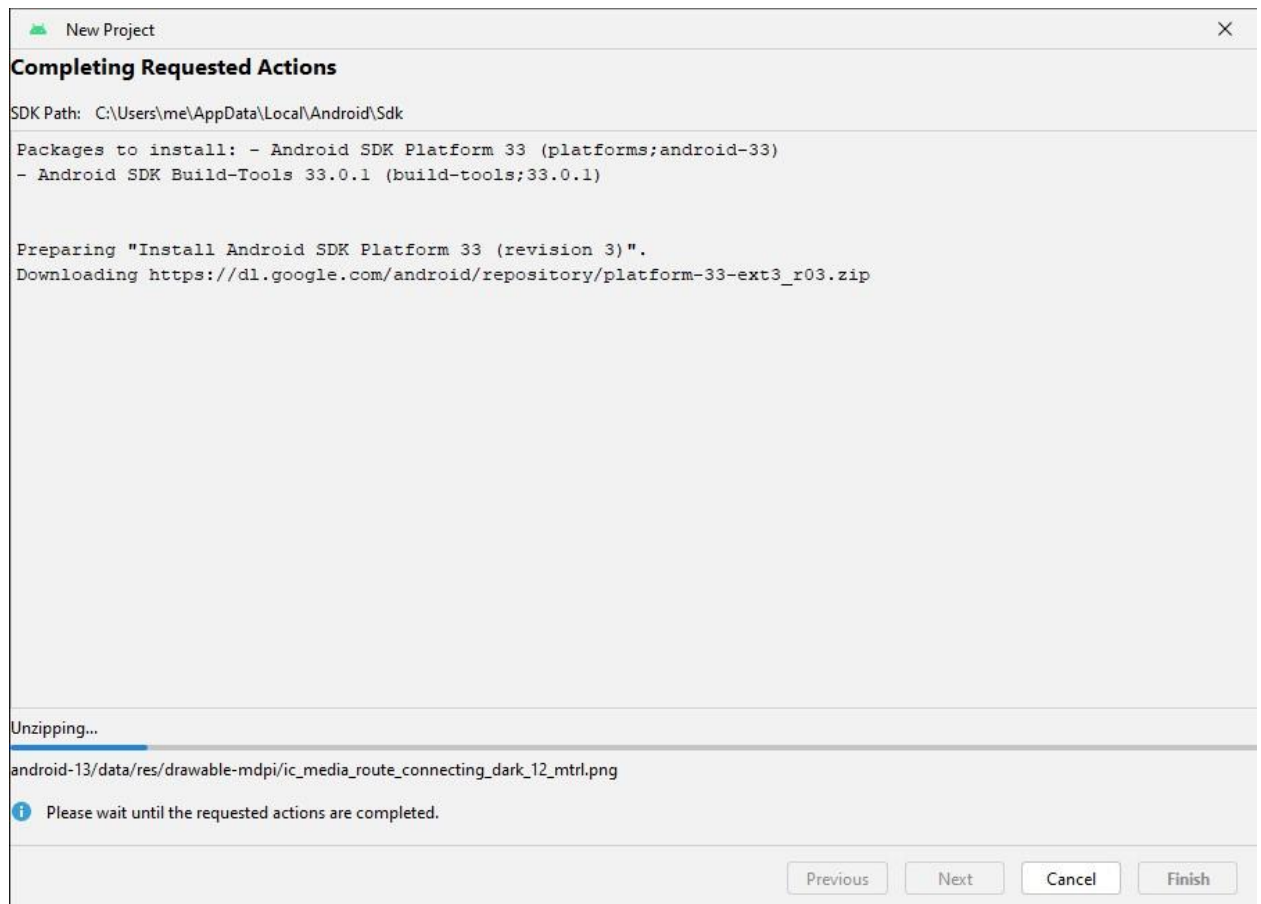 New Project
Completing Requested Actions
SDK Path: C:\Users\me\AppData\Local\Android\Sdk
Packages to install: - Android SDK Platform 33 (platforms;android-33)
- Android SDK Build-Tools 33.0.1 (build-tools;33.0.1)
Preparing "Install Android SDK Platform 33 (revision 3)".
Downloading https://dl.google.com/android/repository/platform-33-ext3_r03.zip
Unzipping...
android-13/data/res/drawable-mdpi/ic_media_route_connecting_dark_12_mtrl.png
Please wait until the requested actions are completed.
Previous Next Cancel Finish